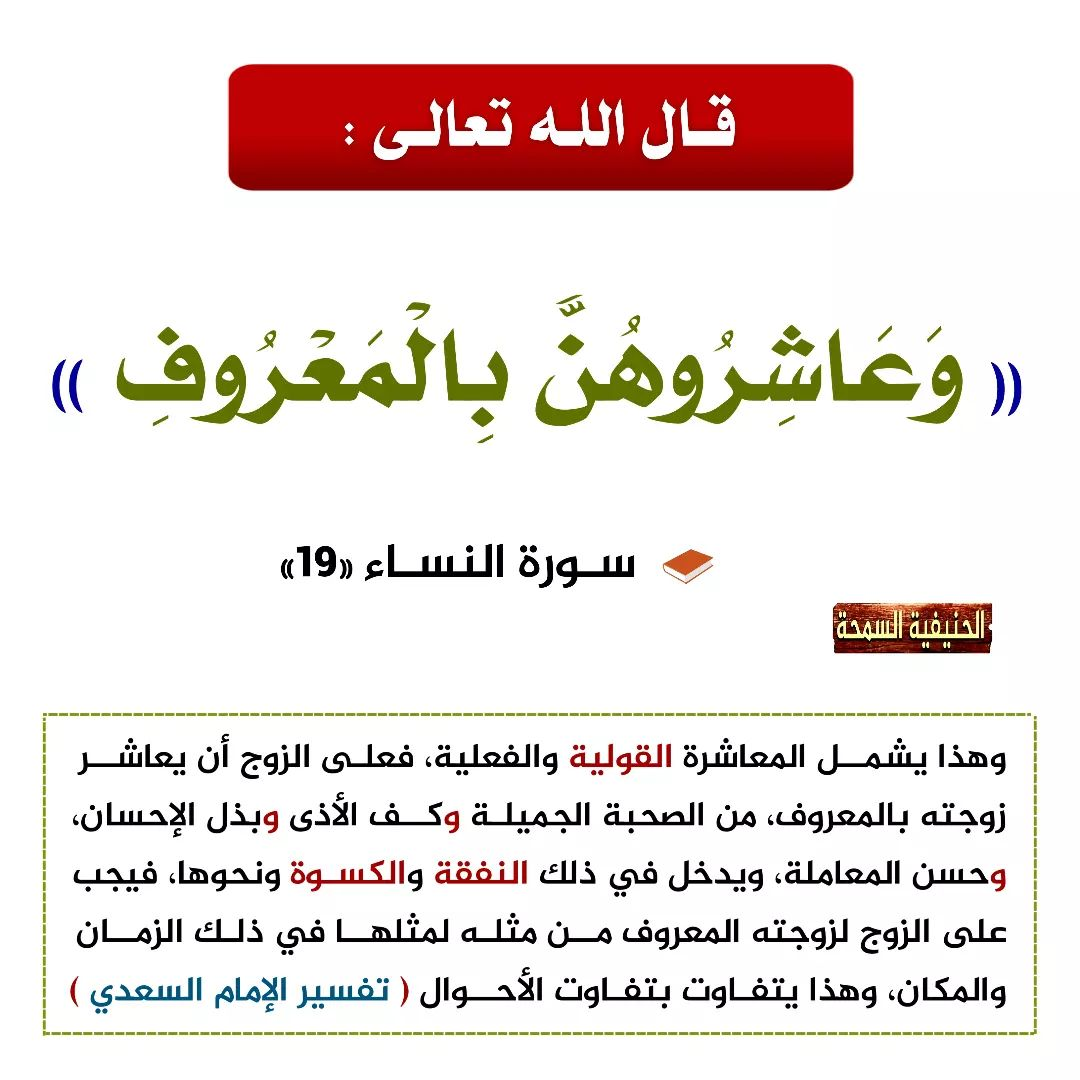 قال الله تعالى :
(( وَعَاشِرُوهُنَّ بِالْمَعْرُوفِ ))
سورة النساء «19»
الحنيفية السمحة
وهذا يشمل المعاشرة القولية والفعلية، فعلى الزوج أن يعاشر
زوجته بالمعروف، من الصحبة الجميلة وكف الأذى وبذل الإحسان،
وحسن المعاملة، ويدخل في ذلك النفقة والكسوة ونحوها، فيجب
على الزوج لزوجته المعروف من مثله لمثلها في ذلك الزمان
والمكان، وهذا يتفاوت بتفاوت الأحوال ( تفسير الإمام السعدي )